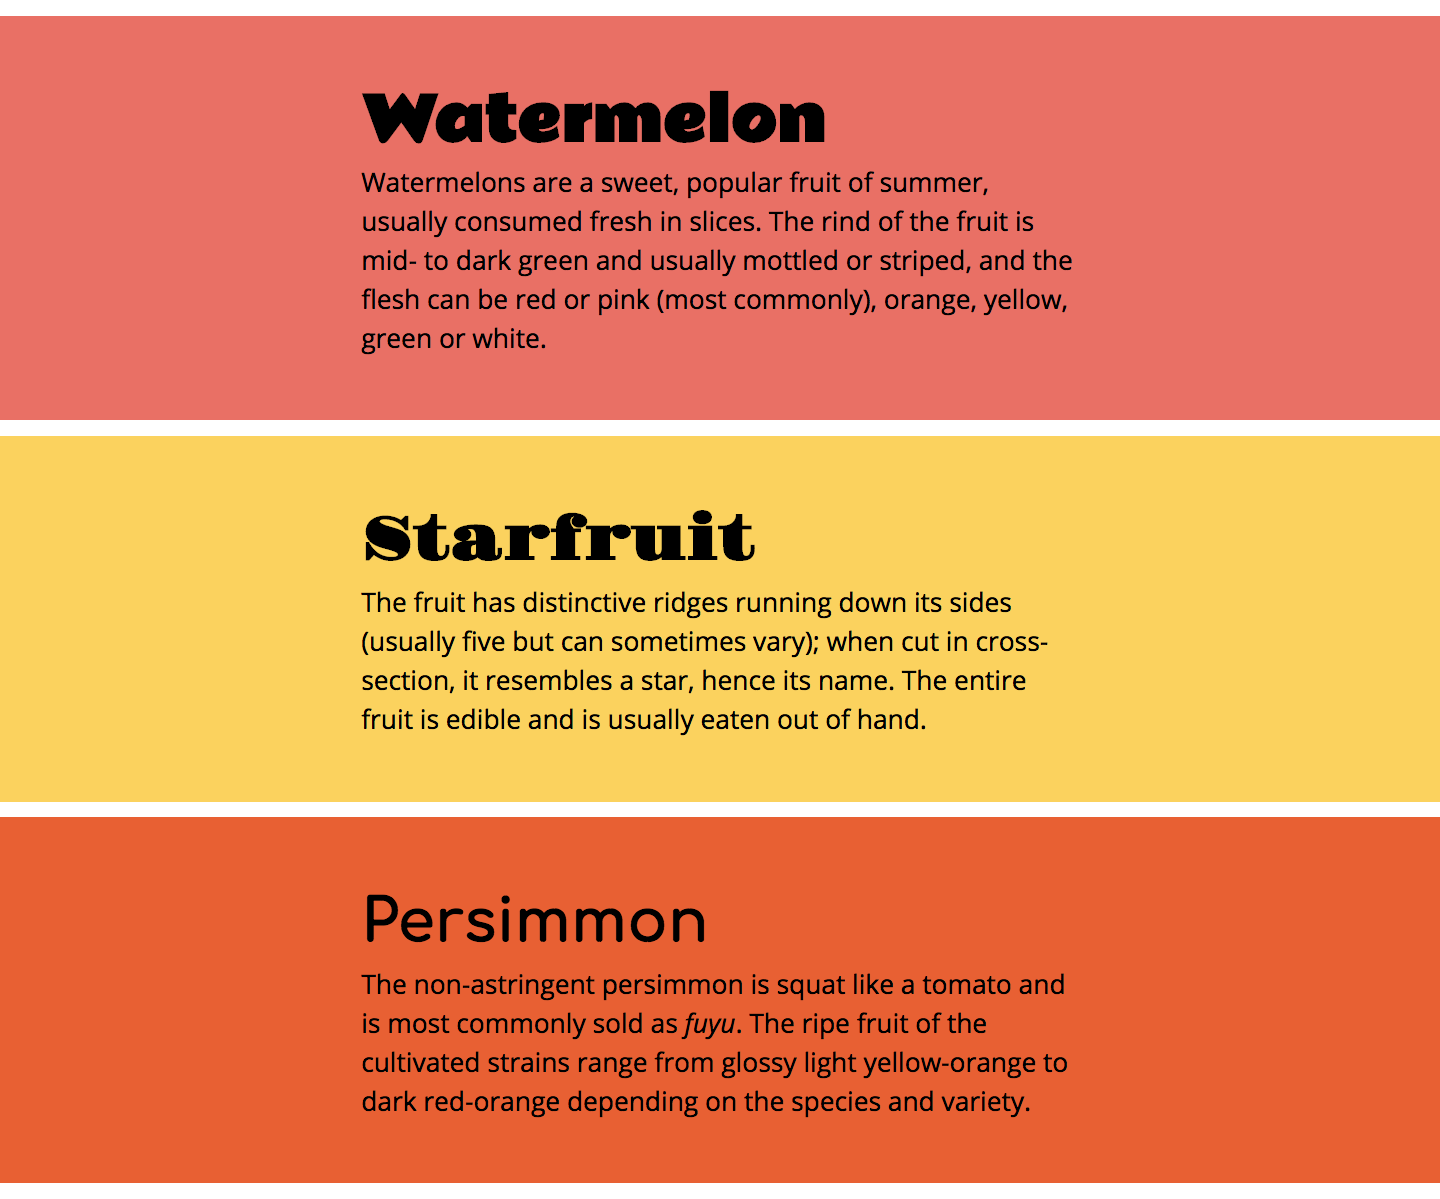 Watermelon
Watermelons are a sweet, popular fruit of summer,
usually consumed fresh in slices. The rind of the fruit is
mid- to dark green and usually mottled or striped, and the
flesh can be red or pink (most commonly), orange, yellow,
green or white.
Starfruit
The fruit has distinctive ridges running down its sides
(usually five but can sometimes vary); when cut in cross-
section, it resembles a star, hence its name. The entire
fruit is edible and is usually eaten out of hand.
Persimmon
The non-astringent persimmon is squat like a tomato and
is most commonly sold as fuyu. The ripe fruit of the
cultivated strains range from glossy light yellow-orange to
dark red-orange depending on the species and variety.